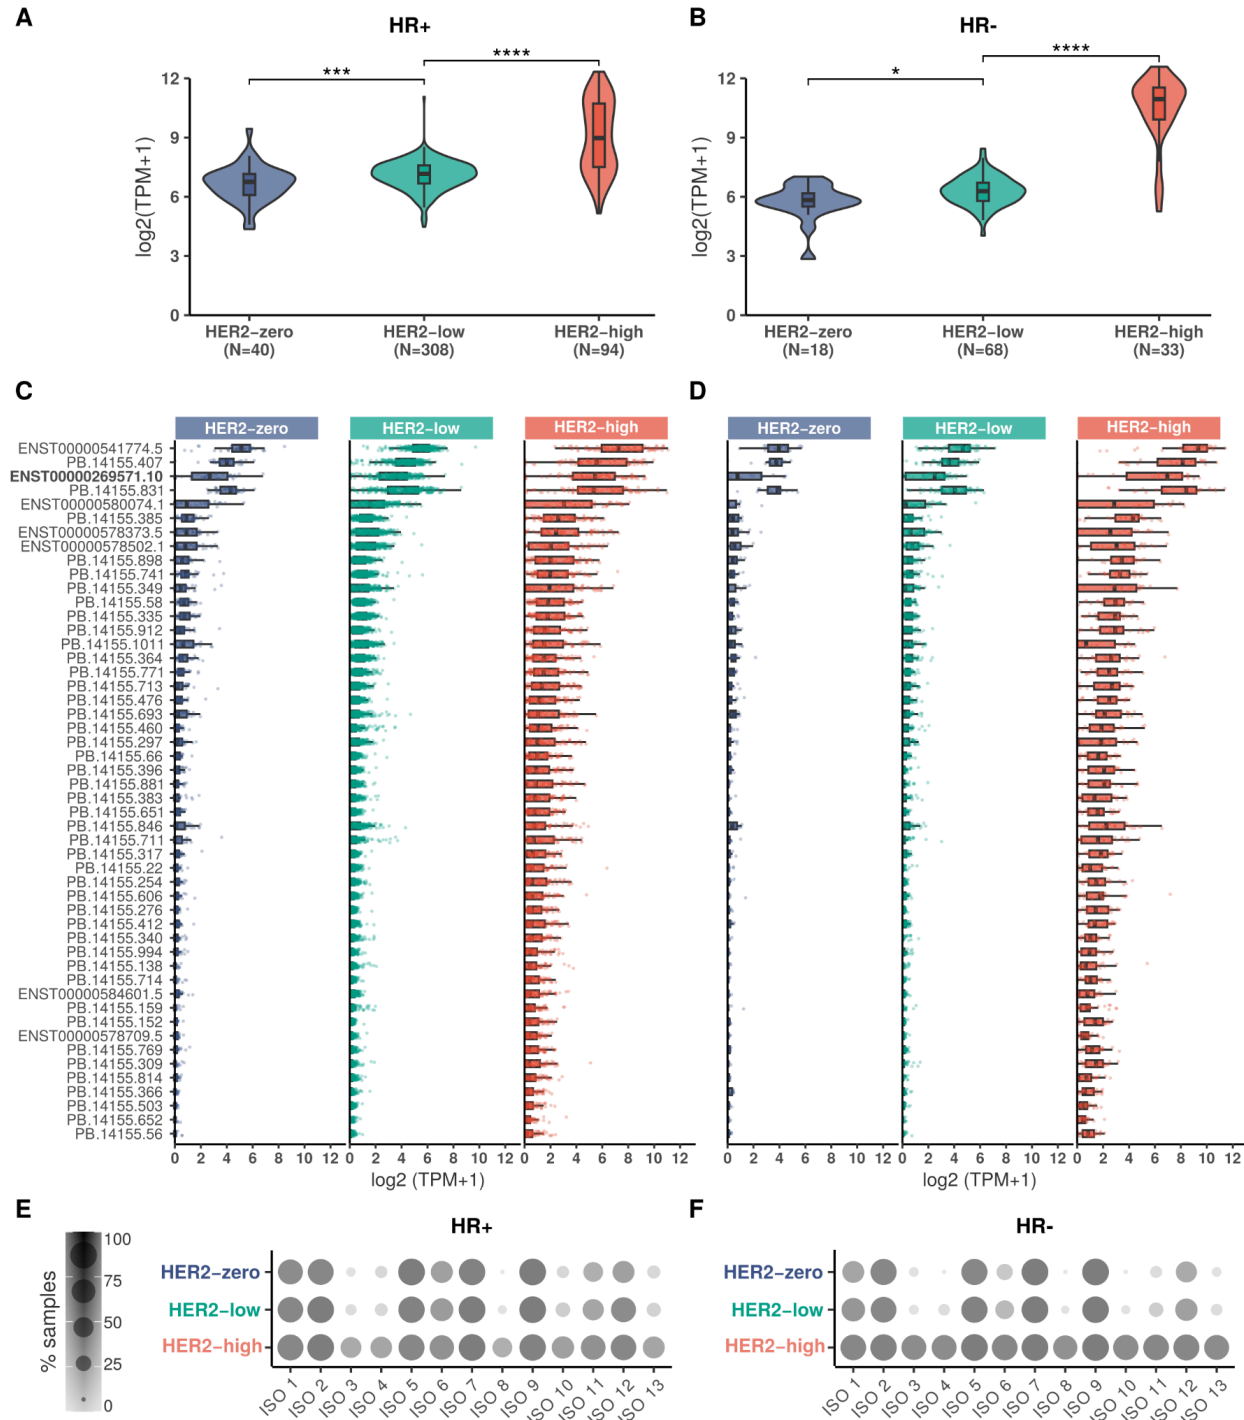 A
HR+
B
HR-
***
****
*
****
log2(TPM+1)
12
9
6
3
0
HER2-zero
(N=40)
HER2-low
(N=308)
HER2-high
(N=94)
log2(TPM+1)
12
9
6
3
0
HER2-zero
(N=18)
HER2-low
(N=68)
HER2-high
(N=33)
C
D
HER2-zero
HER2-low
HER2-high
HER2-zero
HER2-low
HER2-high
ENST000005541774.5
PB.14155.407
ENST00000269571.10
PB.14155.831
ENST00000580074.1
PB.14155.385
ENST00000578373.5
ENST00000578502.1
PB.14155.898
PB.14155.741
PB.14155.349
PB.14155.58
PB.14155.335
PB.14155.912
PB.14155.1011
PB.14155.364
PB.14155.771
PB.14155.713
PB.14155.476
PB.14155.693
PB.14155.460
PB.14155.297
PB.14155.66
PB.14155.396
PB.14155.881
PB.14155.383
PB.14155.651
PB.14155.846
PB.14155.711
PB.14155.317
PB.14155.22
PB.14155.254
PB.14155.606
PB.14155.276
PB.14155.412
PB.14155.340
PB.14155.994
PB.14155.138
PB.14155.714
ENST00000584601.5
PB.14155.159
PB.14155.152
ENST00000578709.5
PB.14155.769
PB.14155.309
PB.14155.814
PB.14155.366
PB.14155.503
PB.14155.652
PB.14155.56
0 2 4 6 8 10 12
0 2 4 6 8 10 12
0 2 4 6 8 10 12
0 2 4 6 8 10 12
0 2 4 6 8 10 12
0 2 4 6 8 10 12
log2 (TPM+1)
log2 (TPM+1)
E
HR+
F
HR-
% samples
100
75
50
25
0
HER2-zero
HER2-low
HER2-high
ISO 1
ISO 2
ISO 3
ISO 4
ISO 5
ISO 6
ISO 7
ISO 8
ISO 9
ISO 10
ISO 11
ISO 12
ISO 13
HER2-zero
HER2-low
HER2-high
ISO 1
ISO 2
ISO 3
ISO 4
ISO 5
ISO 6
ISO 7
ISO 8
ISO 9
ISO 10
ISO 11
ISO 12
ISO 13